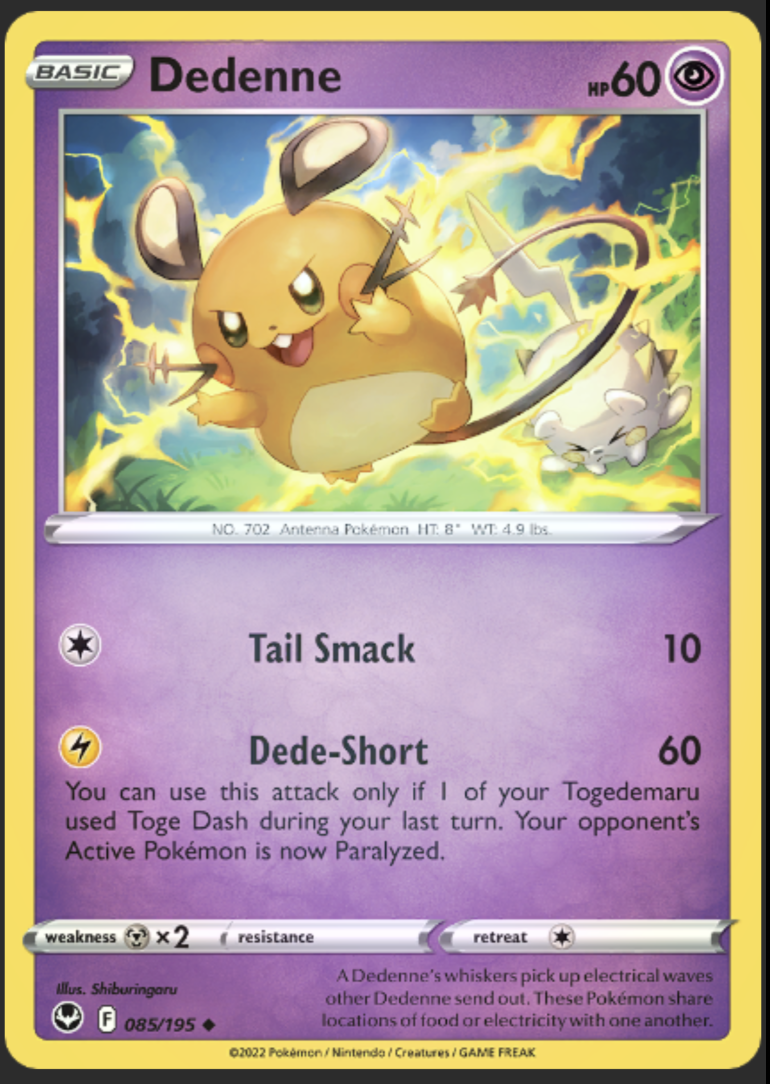 BASIC Dedenne HP60
NO. 702 Antenna Pokémon HT: 8" WT: 4.9 lbs.
Tail Smack 10
Dede-Short 60
You can use this attack only if 1 of your Togedemaru
used Toge Dash during your last turn. Your opponent's
Active Pokémon is now Paralyzed.
weakness ×2 resistance retreat
Illus. Shiburingaru
A Dedenne's whiskers pick up electrical waves
other Dedenne send out. These Pokémon share
locations of food or electricity with one another.
F 085/195
©2022 Pokémon / Nintendo / Creatures / GAME FREAK